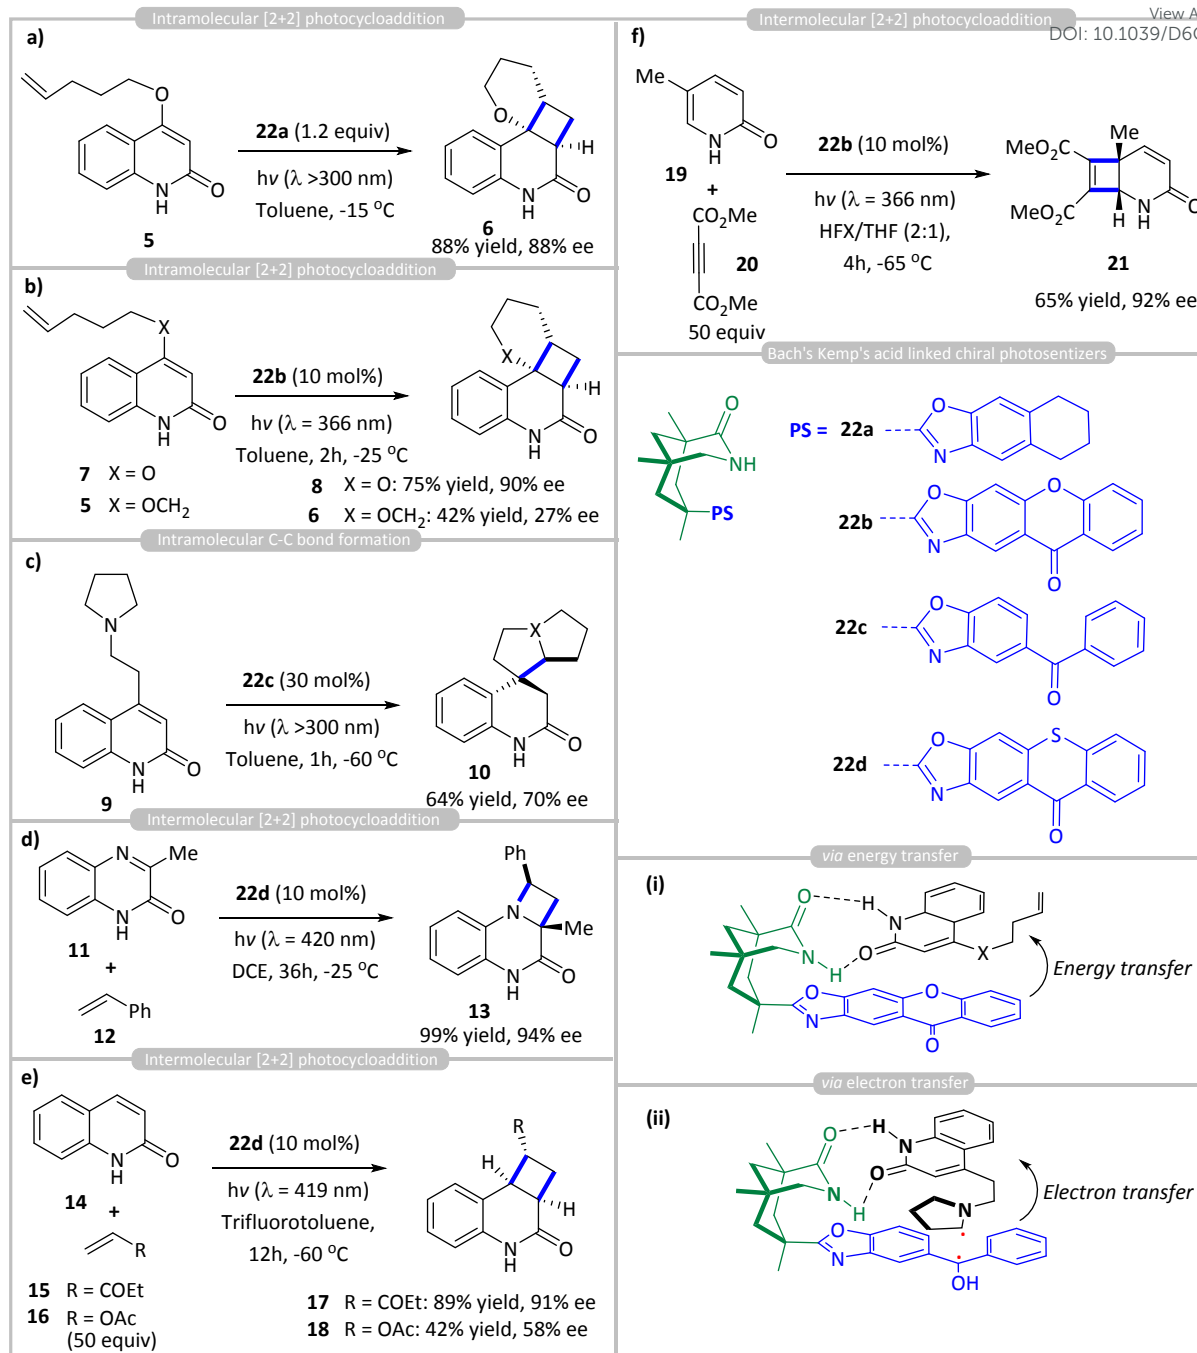 Intramolecular [2+2] photocycloaddition
a)
O
N
H
O
5
22a (1.2 equiv)
hν (λ >300 nm)
Toluene, -15 °C
O
H
N
H
O
6
88% yield, 88% ee
Intramolecular [2+2] photocycloaddition
b)
X
N
H
O
7 X = O
5 X = OCH2
22b (10 mol%)
hν (λ = 366 nm)
Toluene, 2h, -25 °C
X
H
N
H
O
8 X = O: 75% yield, 90% ee
6 X = OCH2: 42% yield, 27% ee
Intramolecular C-C bond formation
c)
N
N
H
O
9
22c (30 mol%)
hν (λ >300 nm)
Toluene, 1h, -60 °C
X
N
H
O
10
64% yield, 70% ee
Intermolecular [2+2] photocycloaddition
d)
N
Me
N
H
O
11
+
Ph
12
22d (10 mol%)
hν (λ = 420 nm)
DCE, 36h, -25 °C
Ph
N
Me
N
H
O
13
99% yield, 94% ee
Intermolecular [2+2] photocycloaddition
e)
N
H
O
14
+
R
15 R = COEt
16 R = OAc
(50 equiv)
22d (10 mol%)
hν (λ = 419 nm)
Trifluorotoluene,
12h, -60 °C
R
H
H
N
H
O
17 R = COEt: 89% yield, 91% ee
18 R = OAc: 42% yield, 58% ee
Intermolecular [2+2] photocycloaddition
View A
DOI: 10.1039/D6
f)
Me
N
H
O
19
+
CO2Me
20
CO2Me
50 equiv
22b (10 mol%)
hν (λ = 366 nm)
HFX/THF (2:1),
4h, -65 °C
Me
MeO2C
MeO2C
H
N
H
O
21
65% yield, 92% ee
Bach's Kemp's acid linked chiral photosentizers
O
NH
PS
PS = 22a
O
N
22b
O
N
O
O
22c
O
N
O
22d
O
N
S
O
via energy transfer
(i)
O
H
N
O
N
H
X
Energy transfer
O
N
O
O
via electron transfer
(ii)
O
H
N
O
N
H
N
Electron transfer
O
N
OH